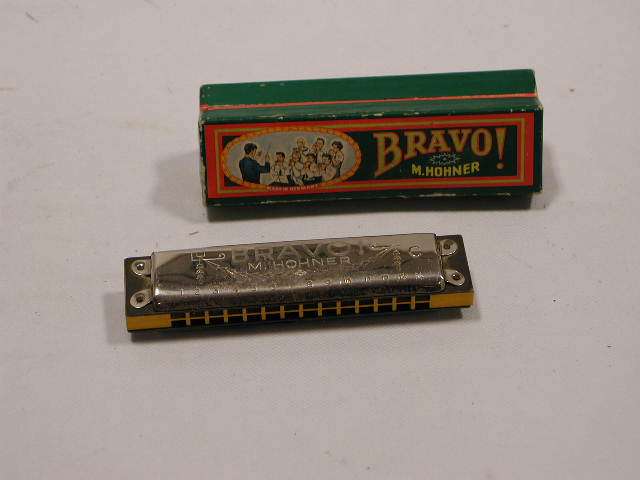 BRAVO!
M. HOHNER
MADE IN GERMANY
BRAVO!
M. HOHNER
C